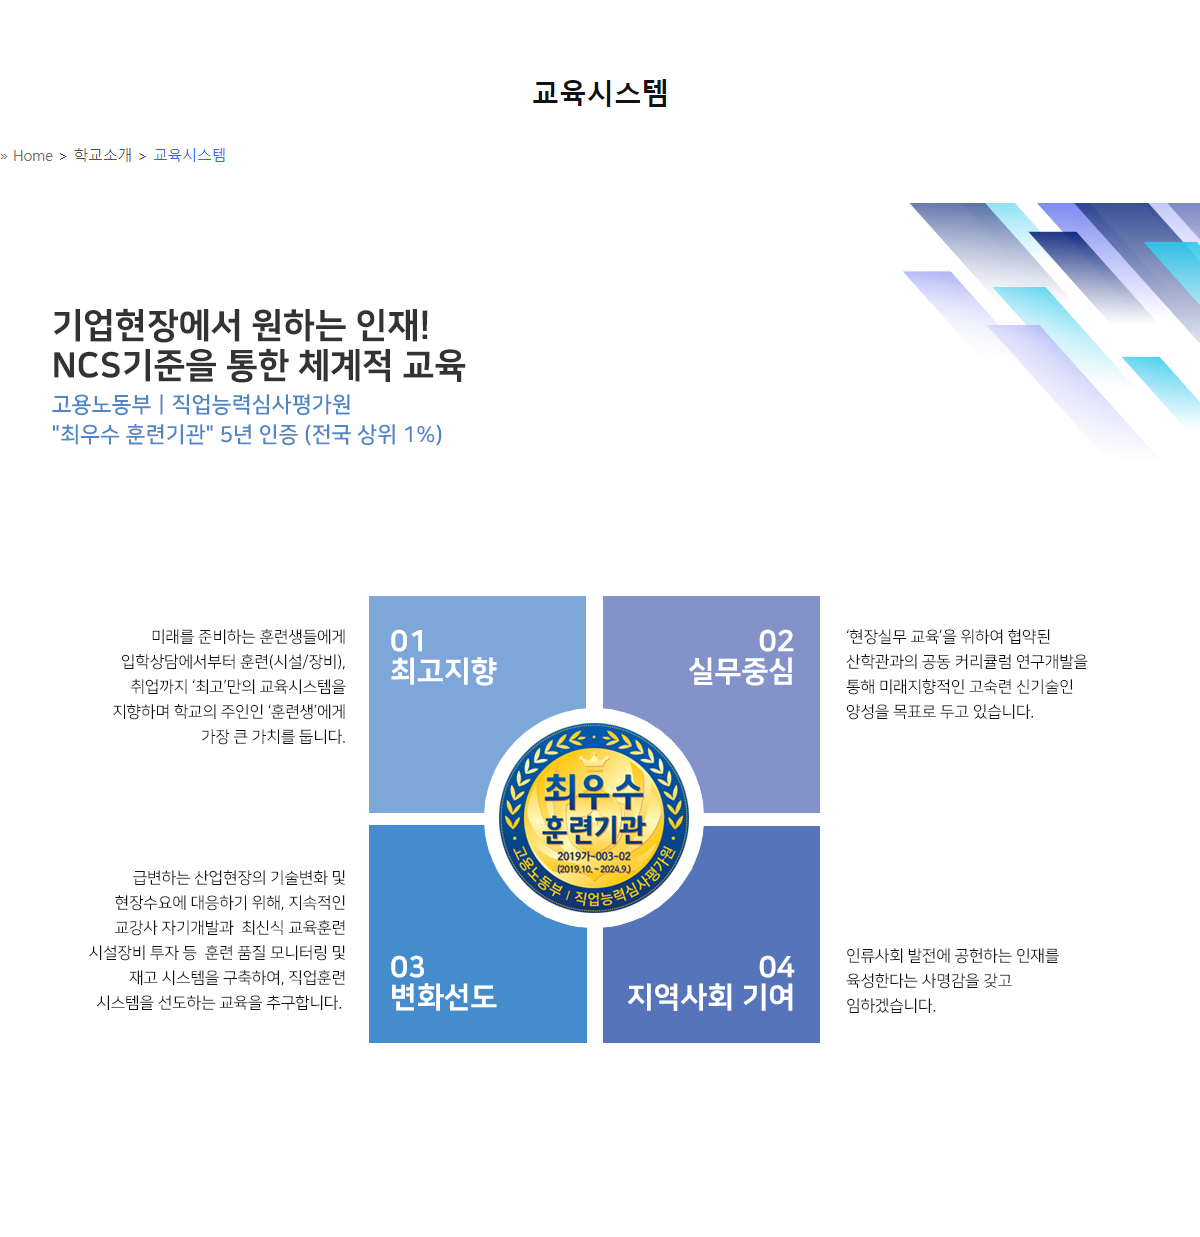 교육시스템
» Home > 학교소개 > 교육시스템
기업현장에서 원하는 인재!
NCS기준을 통한 체계적 교육
고용노동부ㅣ직업능력심사평가원
"최우수 훈련기관" 5년 인증 (전국 상위 1%)
미래를 준비하는 훈련생들에게
입학상담에서부터 훈련(시설/장비),
취업까지 ‘최고’만의 교육시스템을
지향하며 학교의 주인인 ‘훈련생’에게
가장 큰 가치를 둡니다.
01
최고지향
02
실무중심
‘현장실무 교육’을 위하여 협약된
산학관과의 공동 커리큘럼 연구개발을
통해 미래지향적인 고숙련 신기술인
양성을 목표로 두고 있습니다.
최우수
훈련기관
2019가-003-02
(2019.10. ~ 2024.9.)
고용노동부 ㅣ 직업능력심사평가원
급변하는 산업현장의 기술변화 및
현장수요에 대응하기 위해, 지속적인
교강사 자기개발과 최신식 교육훈련
시설장비 투자 등 훈련 품질 모니터링 및
재고 시스템을 구축하여, 직업훈련
시스템을 선도하는 교육을 추구합니다.
03
변화선도
04
지역사회 기여
인류사회 발전에 공헌하는 인재를
육성한다는 사명감을 갖고
임하겠습니다.